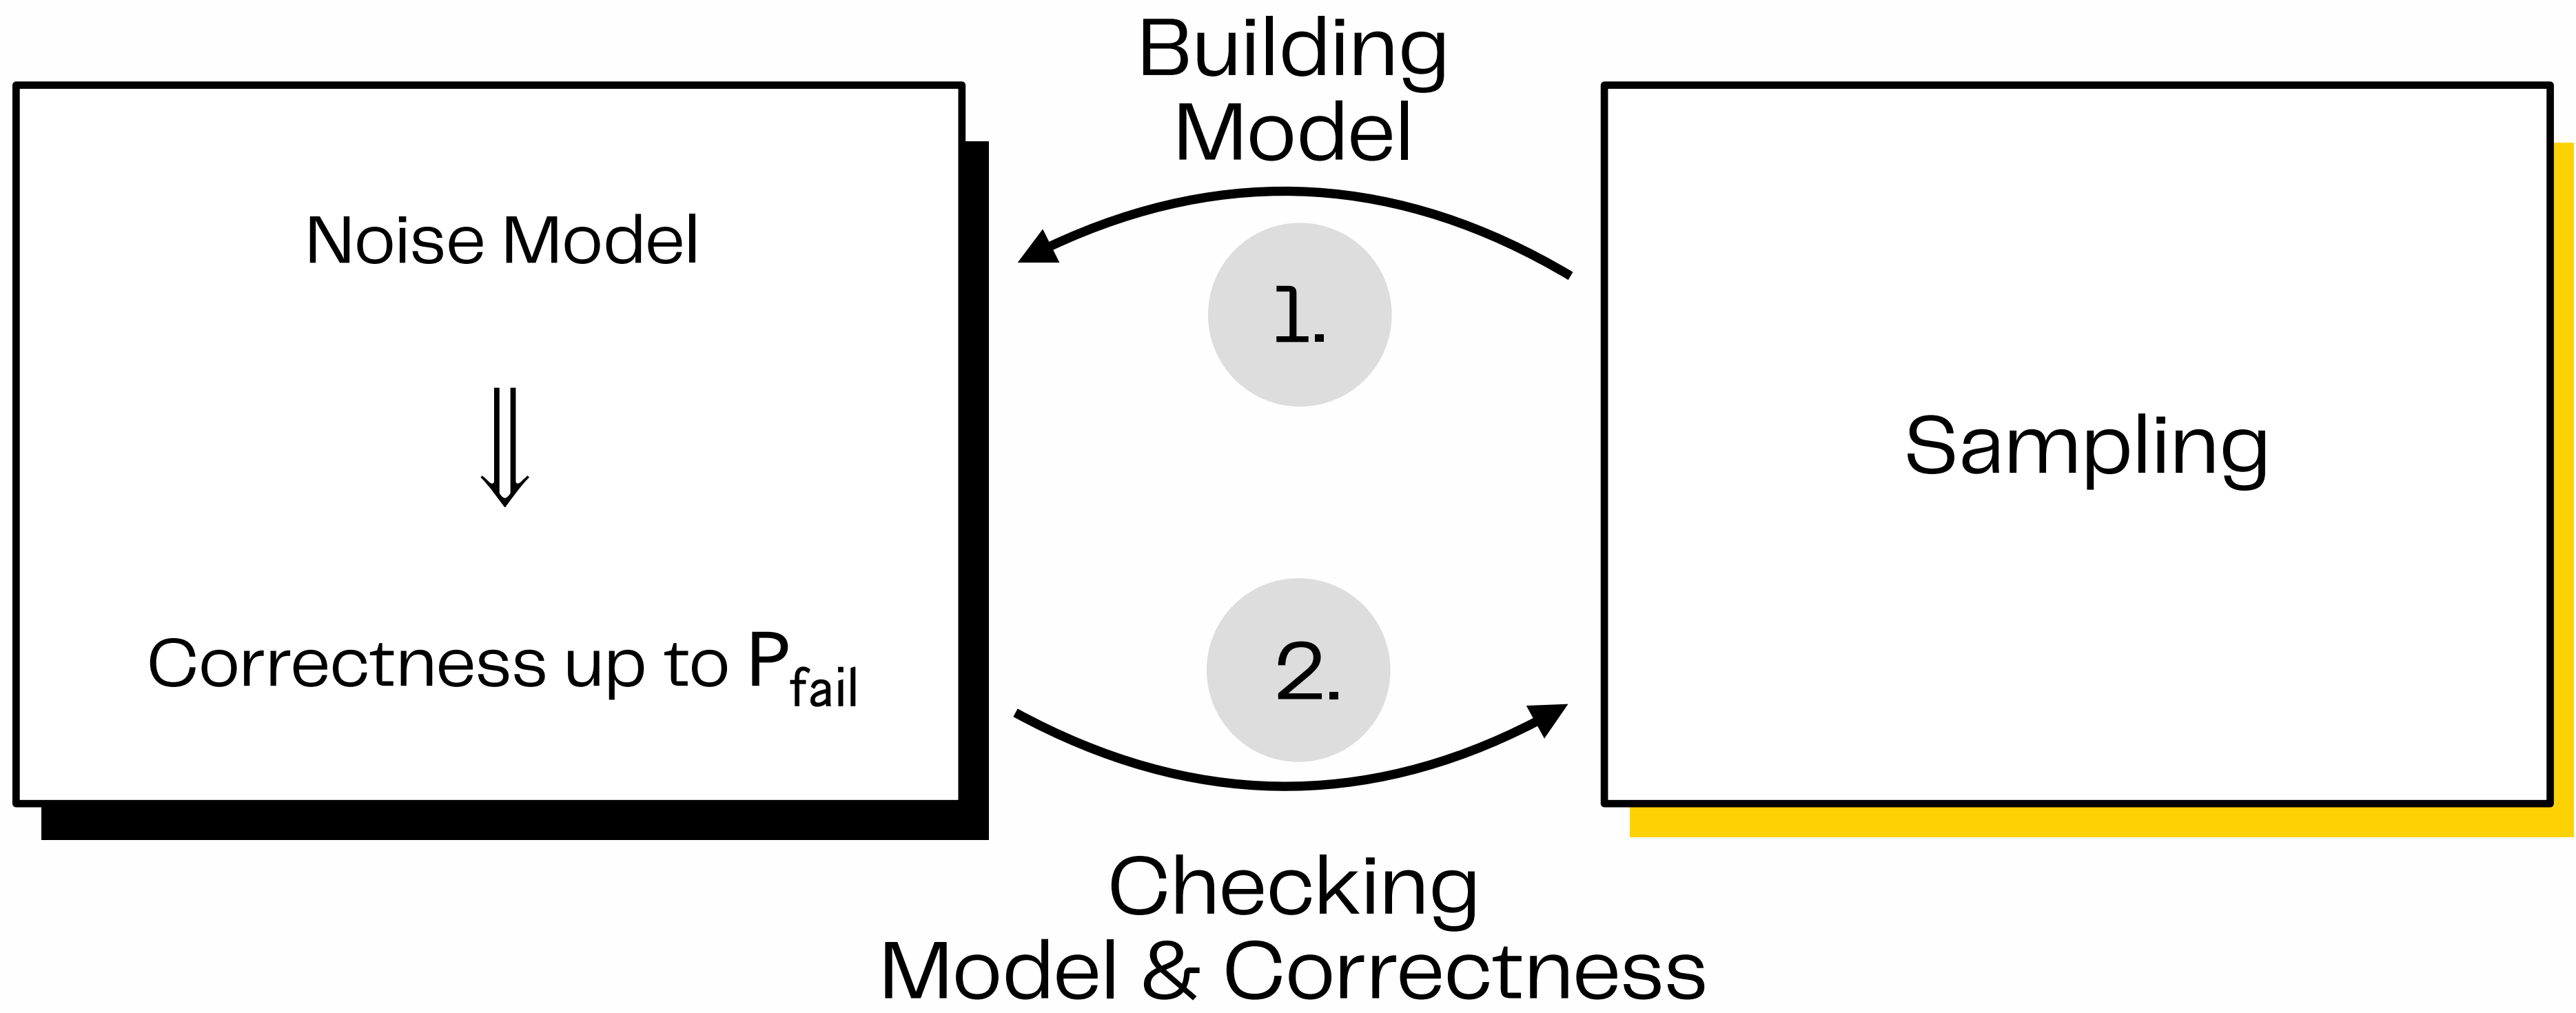 Building
Model
Noise Model
1.
Sampling
Correctness up to P_fail
2.
Checking
Model & Correctness